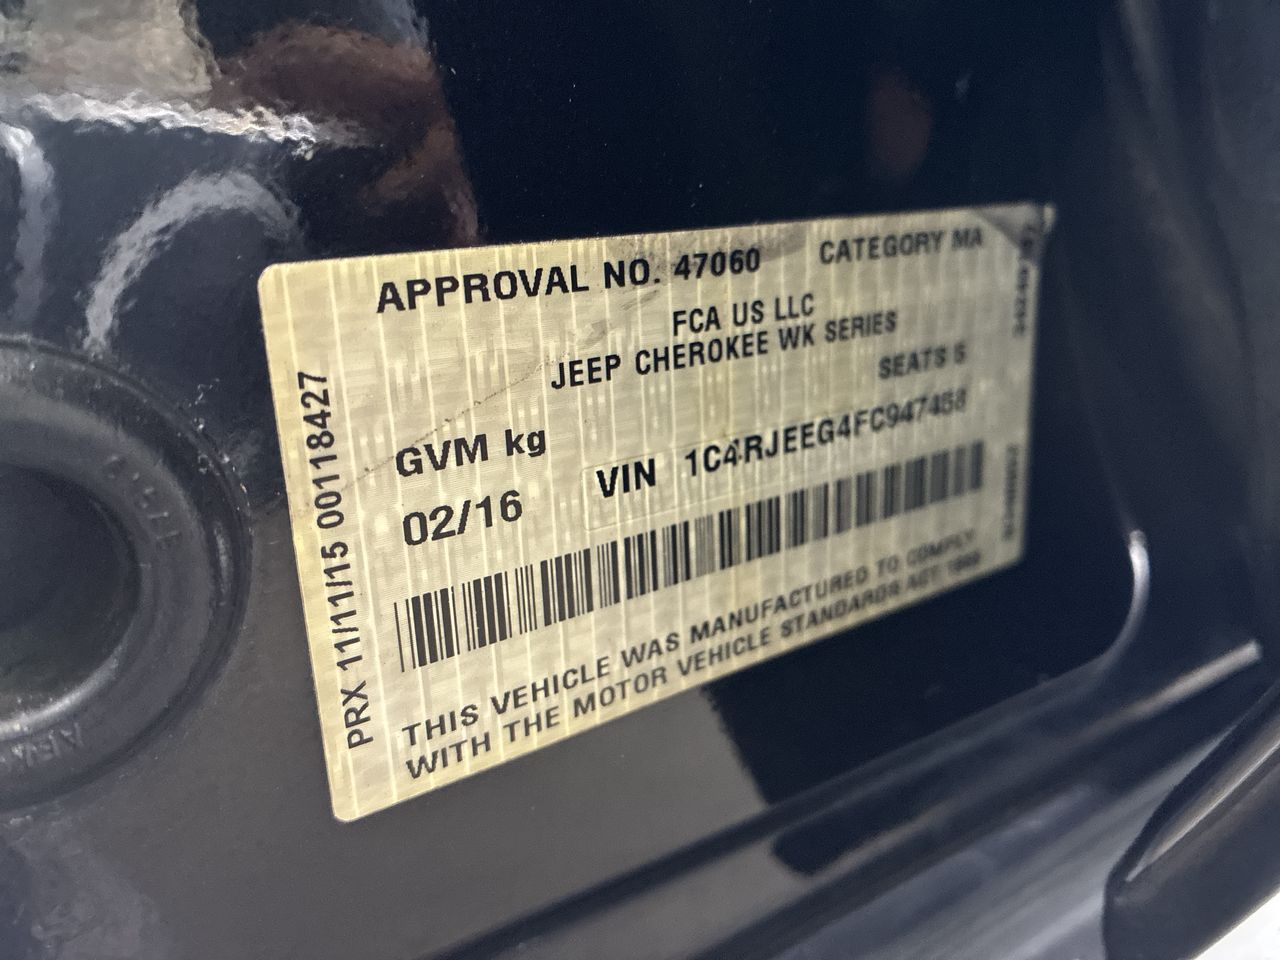 APPROVAL NO. 47060 CATEGORY MA
FCA US LLC
JEEP CHEROKEE WK SERIES
SEATS 5
GVM kg
02/16 VIN 1C4RJEEG4FC947458
THIS VEHICLE WAS MANUFACTURED TO COMPLY
WITH THE MOTOR VEHICLE STANDARDS ACT 1989
PRX 11/11/15 00118427